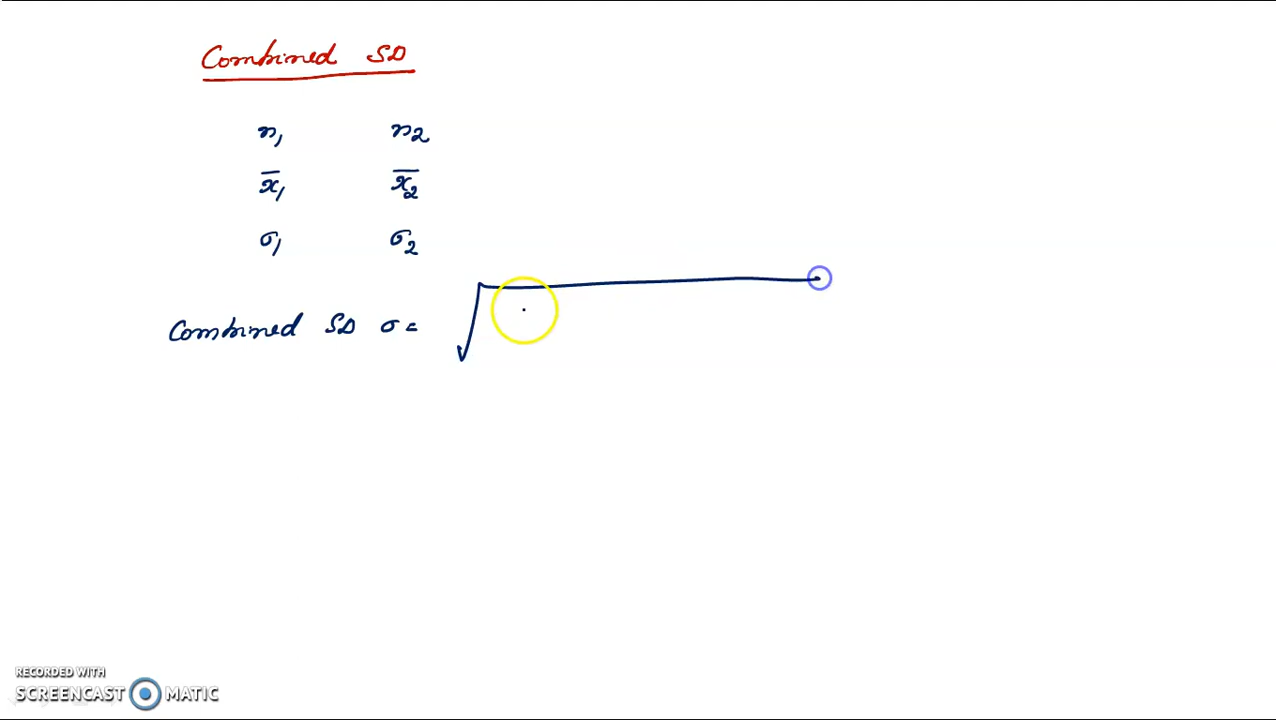 Combined SD
n₁ n₂
x̄₁ x̄₂
σ₁ σ₂
Combined SD σ = √
RECORDED WITH
SCREENCAST MATIC